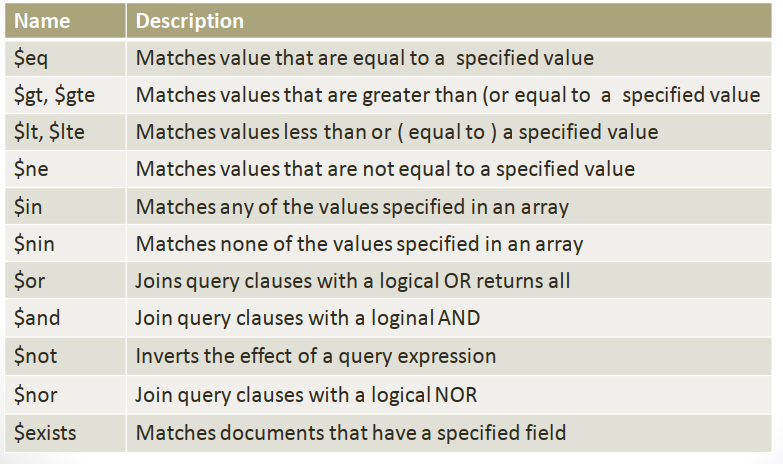 Name Description
$eq Matches value that are equal to a specified value
$gt, $gte Matches values that are greater than (or equal to a specified value
$lt, $lte Matches values less than or ( equal to ) a specified value
$ne Matches values that are not equal to a specified value
$in Matches any of the values specified in an array
$nin Matches none of the values specified in an array
$or Joins query clauses with a logical OR returns all
$and Join query clauses with a loginal AND
$not Inverts the effect of a query expression
$nor Join query clauses with a logical NOR
$exists Matches documents that have a specified field